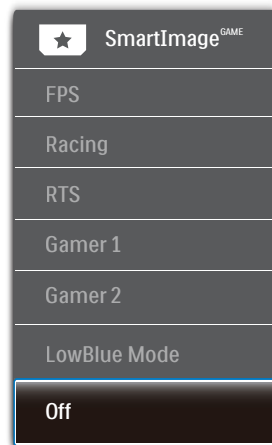 SmartImage GAME
FPS
Racing
RTS
Gamer 1
Gamer 2
LowBlue Mode
Off